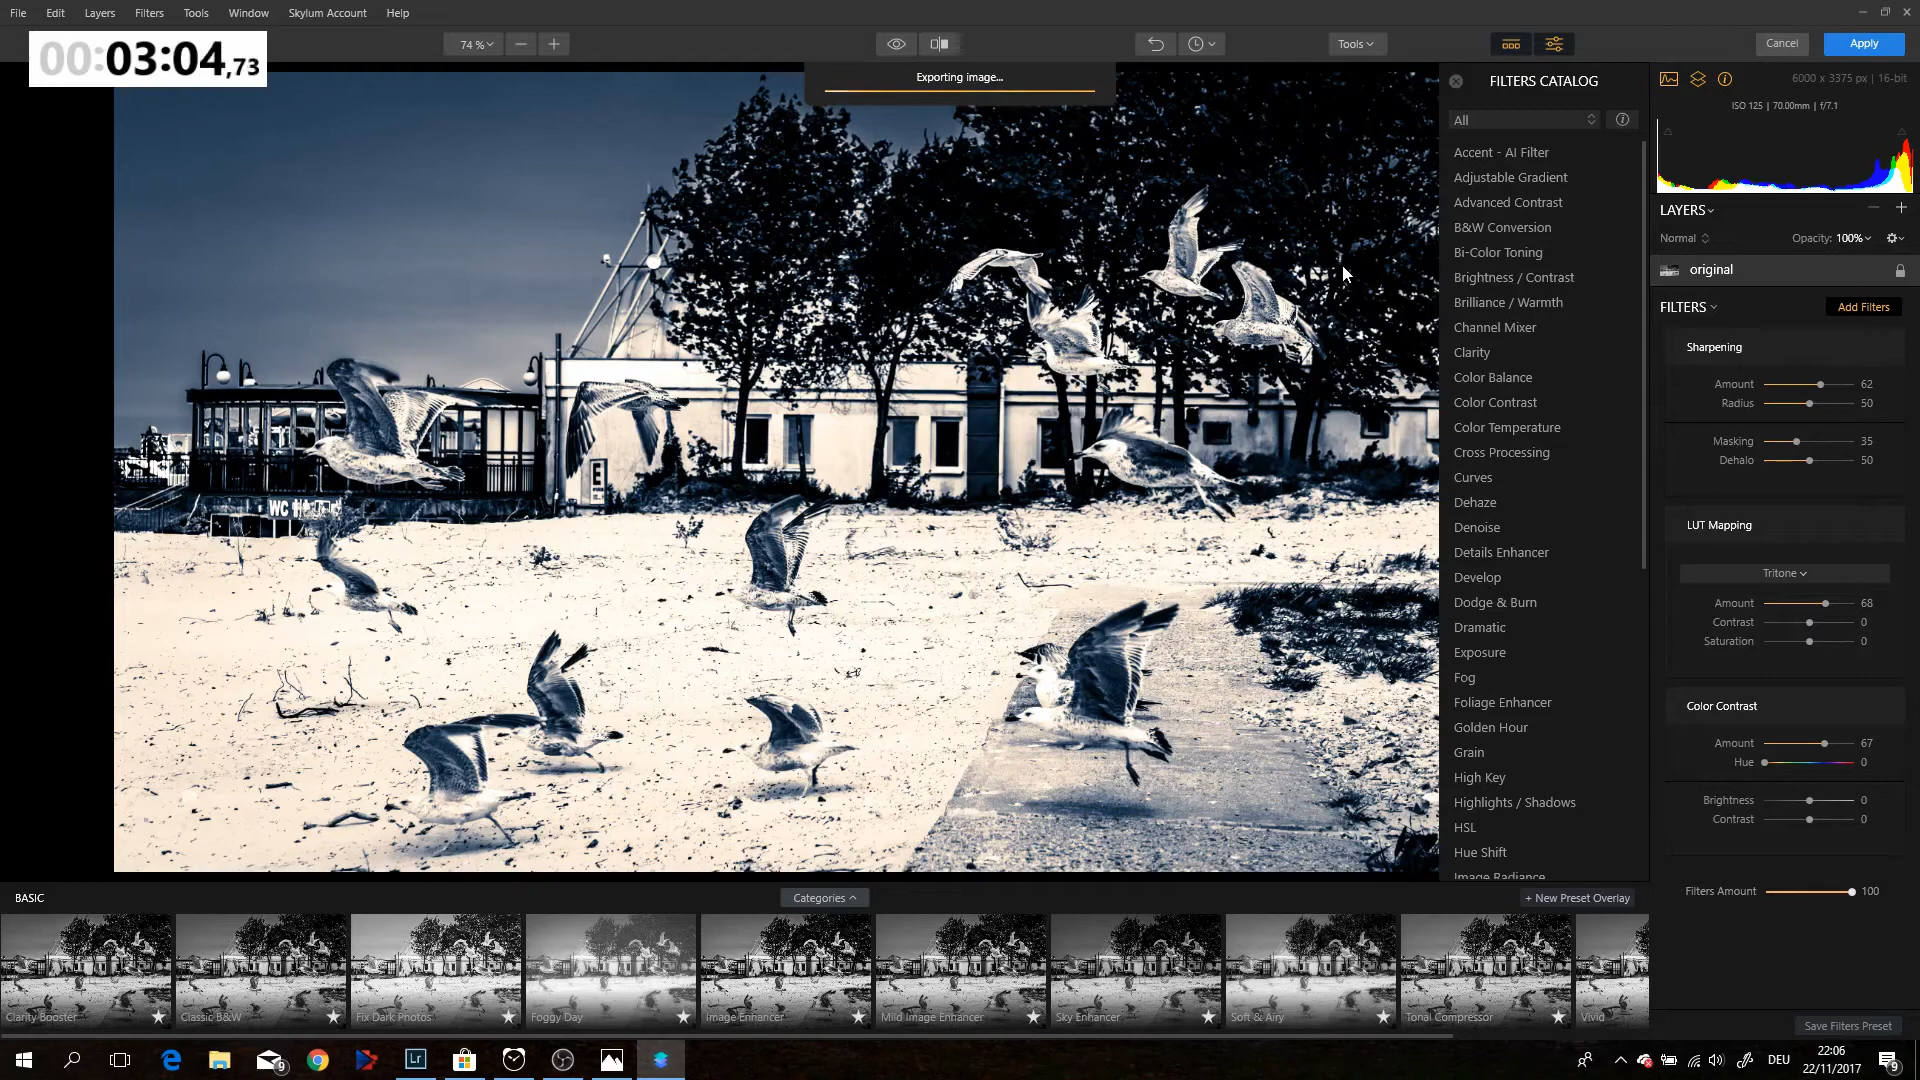 File Edit Layers Filters Tools Window Skylum Account Help
00:03:04,73
74 %
Tools
Cancel
Apply
Exporting image...
FILTERS CATALOG
All
Accent - AI Filter
Adjustable Gradient
Advanced Contrast
B&W Conversion
Bi-Color Toning
Brightness / Contrast
Brilliance / Warmth
Channel Mixer
Clarity
Color Balance
Color Contrast
Color Temperature
Cross Processing
Curves
Dehaze
Denoise
Details Enhancer
Develop
Dodge & Burn
Dramatic
Exposure
Fog
Foliage Enhancer
Golden Hour
Grain
High Key
Highlights / Shadows
HSL
Hue Shift
Image Radiance
6000 x 3375 px | 16-bit
ISO 125 | 70.00mm | f/7.1
LAYERS
Normal
Opacity: 100%
original
FILTERS
Add Filters
Sharpening
Amount 62
Radius 50
Masking 35
Dehalo 50
LUT Mapping
Tritone
Amount 68
Contrast 0
Saturation 0
Color Contrast
Amount 67
Hue 0
Brightness 0
Contrast 0
Filters Amount 100
Save Filters Preset
WC
E
BASIC
Categories
+ New Preset Overlay
Clarity Booster
Classic B&W
Fix Dark Photos
Foggy Day
Image Enhancer
Mild Image Enhancer
Sky Enhancer
Soft & Airy
Tonal Compressor
Vivid
9
Lr
DEU
22:06
22/11/2017
9